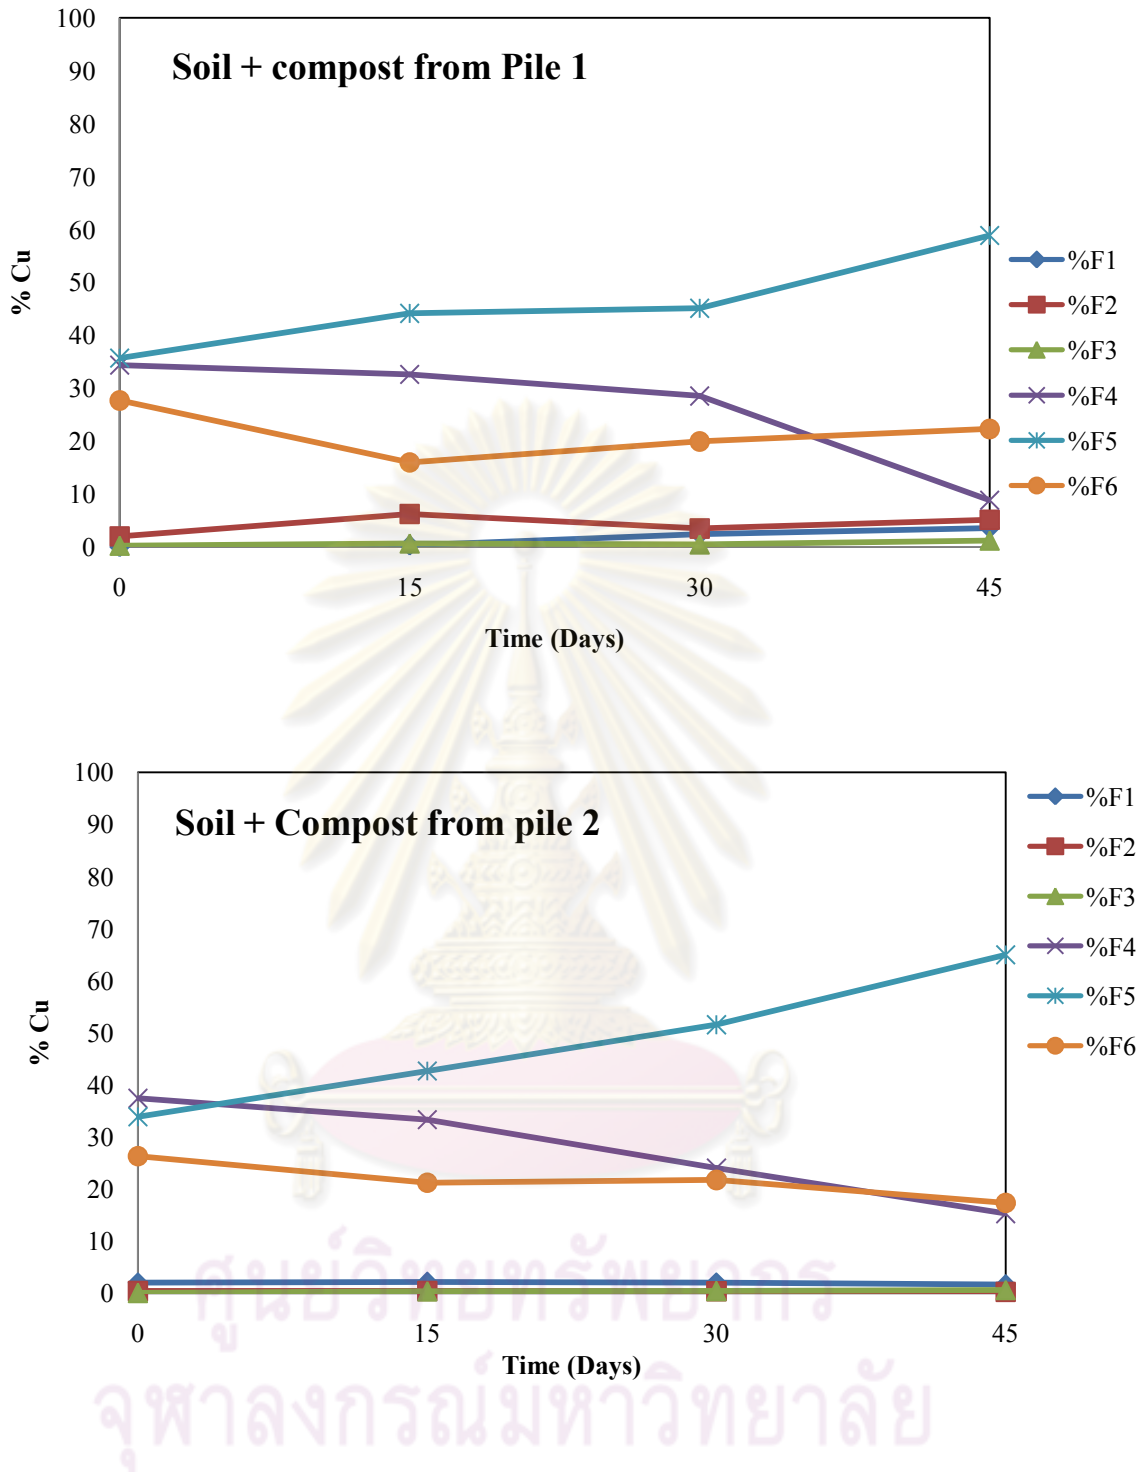 Soil + compost from Pile 1
100
90
80
70
60
50
40
30
20
10
0
% Cu
0 15 30 45
Time (Days)
%F1
%F2
%F3
%F4
%F5
%F6
Soil + Compost from pile 2
100
90
80
70
60
50
40
30
20
10
0
% Cu
0 15 30 45
Time (Days)
%F1
%F2
%F3
%F4
%F5
%F6
ศูนย์วิทยทรัพยากร
จุฬาลงกรณ์มหาวิทยาลัย